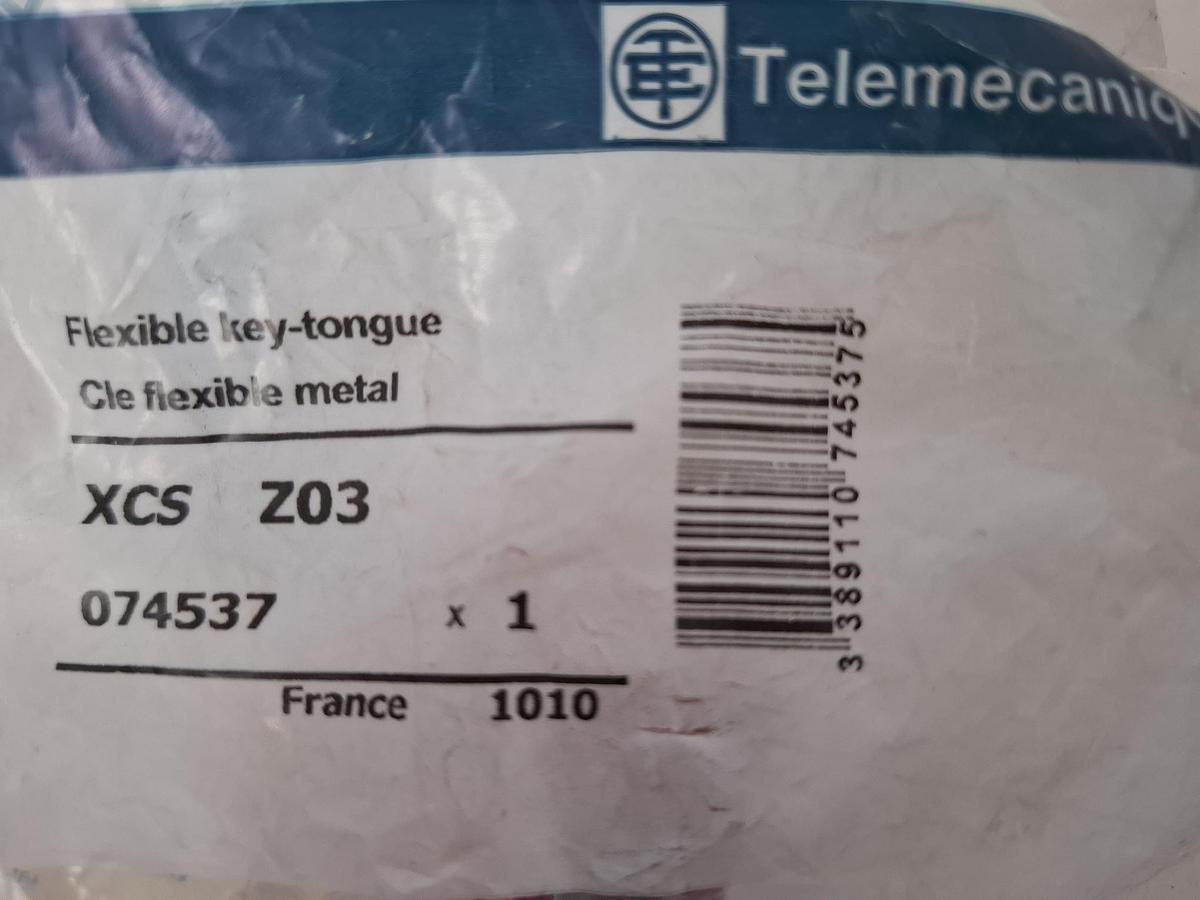 Telemecaniq
Flexible key-tongue
Cle flexible metal
XCS Z03
074537 x 1
France 1010
3 389110 745375